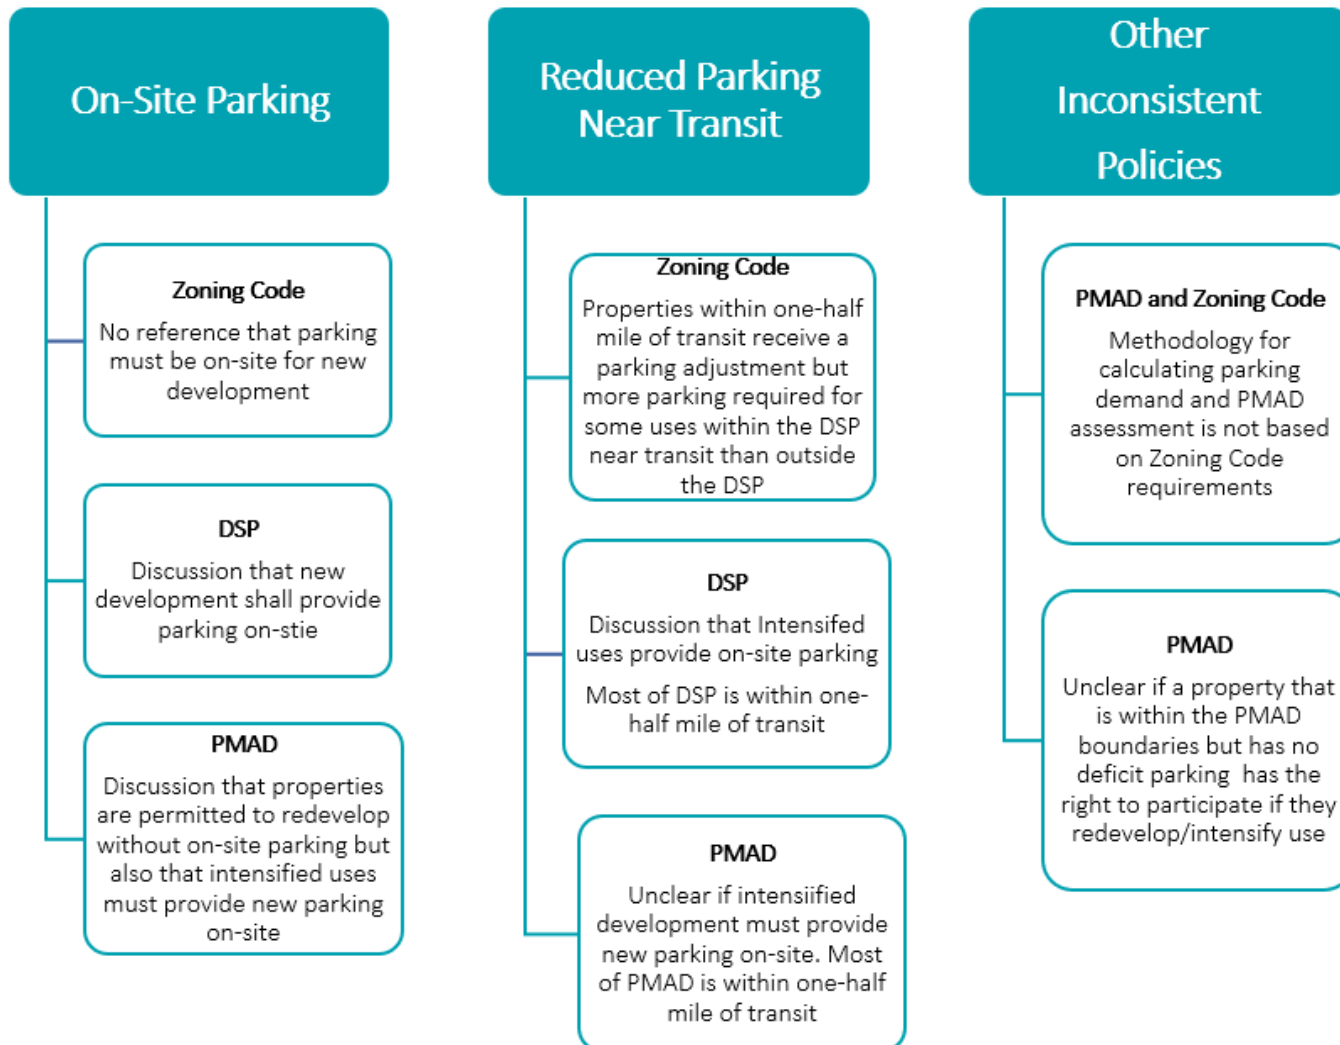 On-Site Parking
Zoning Code
No reference that parking
must be on-site for new
development
DSP
Discussion that new
development shall provide
parking on-stie
PMAD
Discussion that properties
are permitted to redevelop
without on-site parking but
also that intensified uses
must provide new parking
on-site
Reduced Parking
Near Transit
Zoning Code
Properties within one-half
mile of transit receive a
parking adjustment but
more parking required for
some uses within the DSP
near transit than outside
the DSP
DSP
Discussion that Intensifed
uses provide on-site parking
Most of DSP is within one-
half mile of transit
PMAD
Unclear if intensiified
development must provide
new parking on-site. Most
of PMAD is within one-half
mile of transit
Other
Inconsistent
Policies
PMAD and Zoning Code
Methodology for
calculating parking
demand and PMAD
assessment is not based
on Zoning Code
requirements
PMAD
Unclear if a property that
is within the PMAD
boundaries but has no
deficit parking has the
right to participate if they
redevelop/intensify use